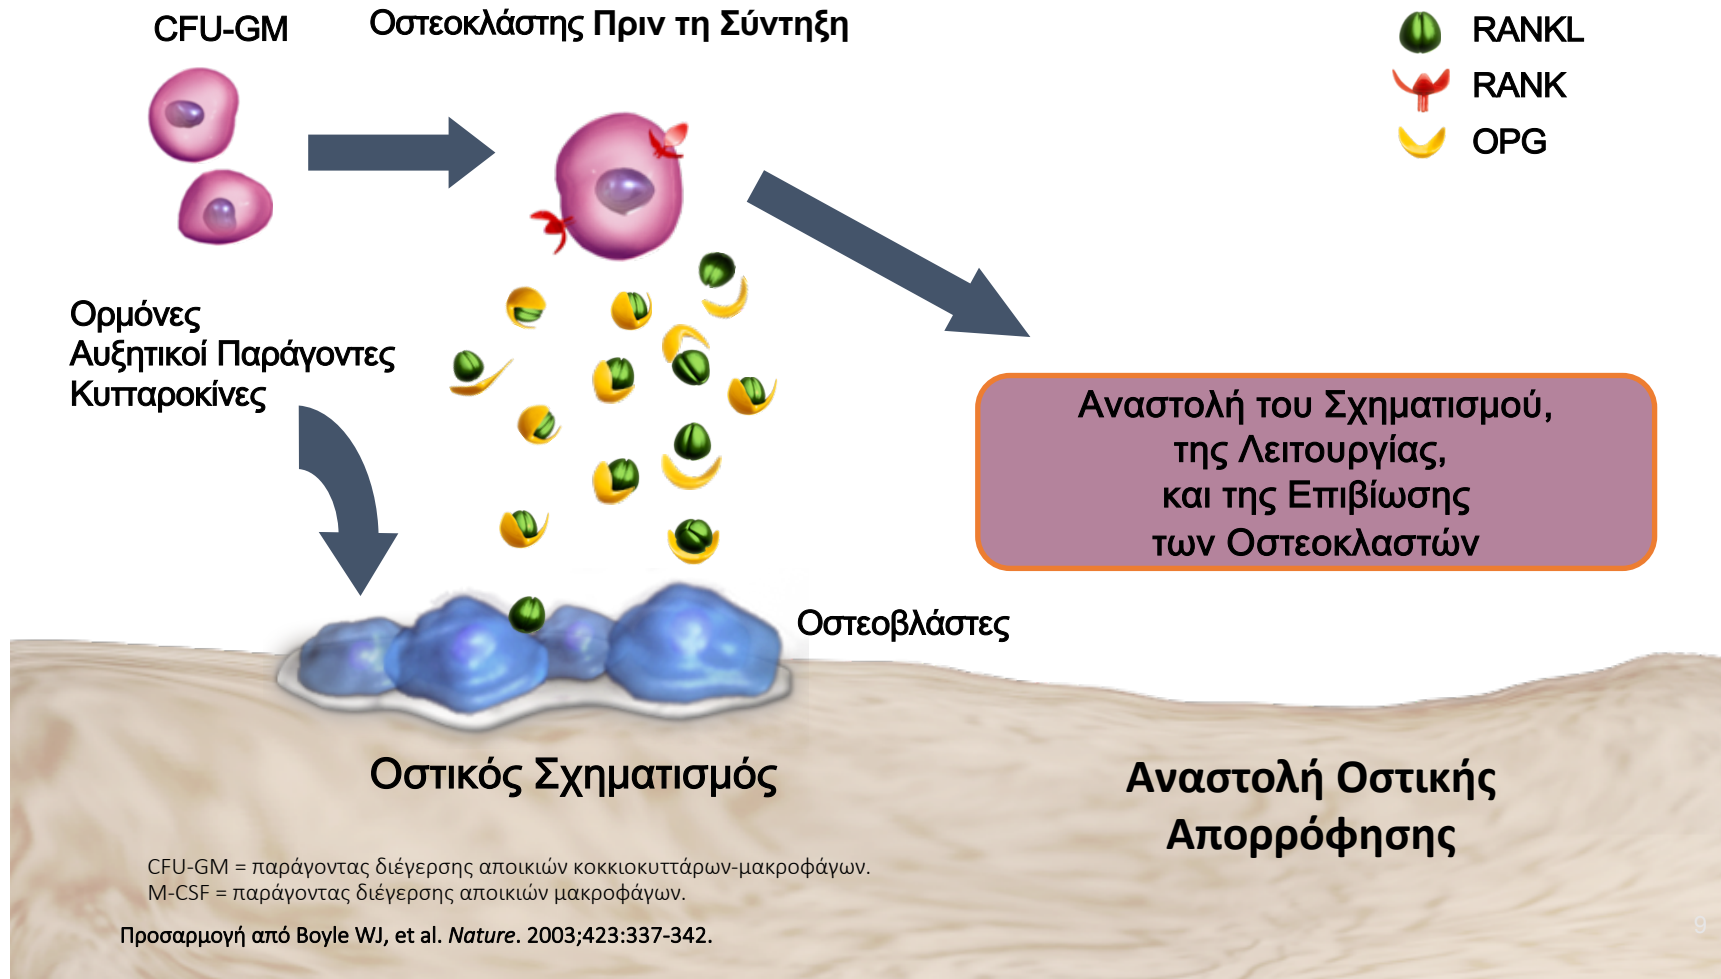 CFU-GM
Οστεοκλάστης Πριν τη Σύντηξη
RANKL
RANK
OPG
Ορμόνες
Αυξητικοί Παράγοντες
Κυτταροκίνες
Αναστολή του Σχηματισμού,
της Λειτουργίας,
και της Επιβίωσης
των Οστεοκλαστών
Οστεοβλάστες
Οστικός Σχηματισμός
Αναστολή Οστικής
Απορρόφησης
CFU-GM = παράγοντας διέγερσης αποικιών κοκκιοκυττάρων-μακροφάγων.
M-CSF = παράγοντας διέγερσης αποικιών μακροφάγων.
Προσαρμογή από Boyle WJ, et al. Nature. 2003;423:337-342.
9